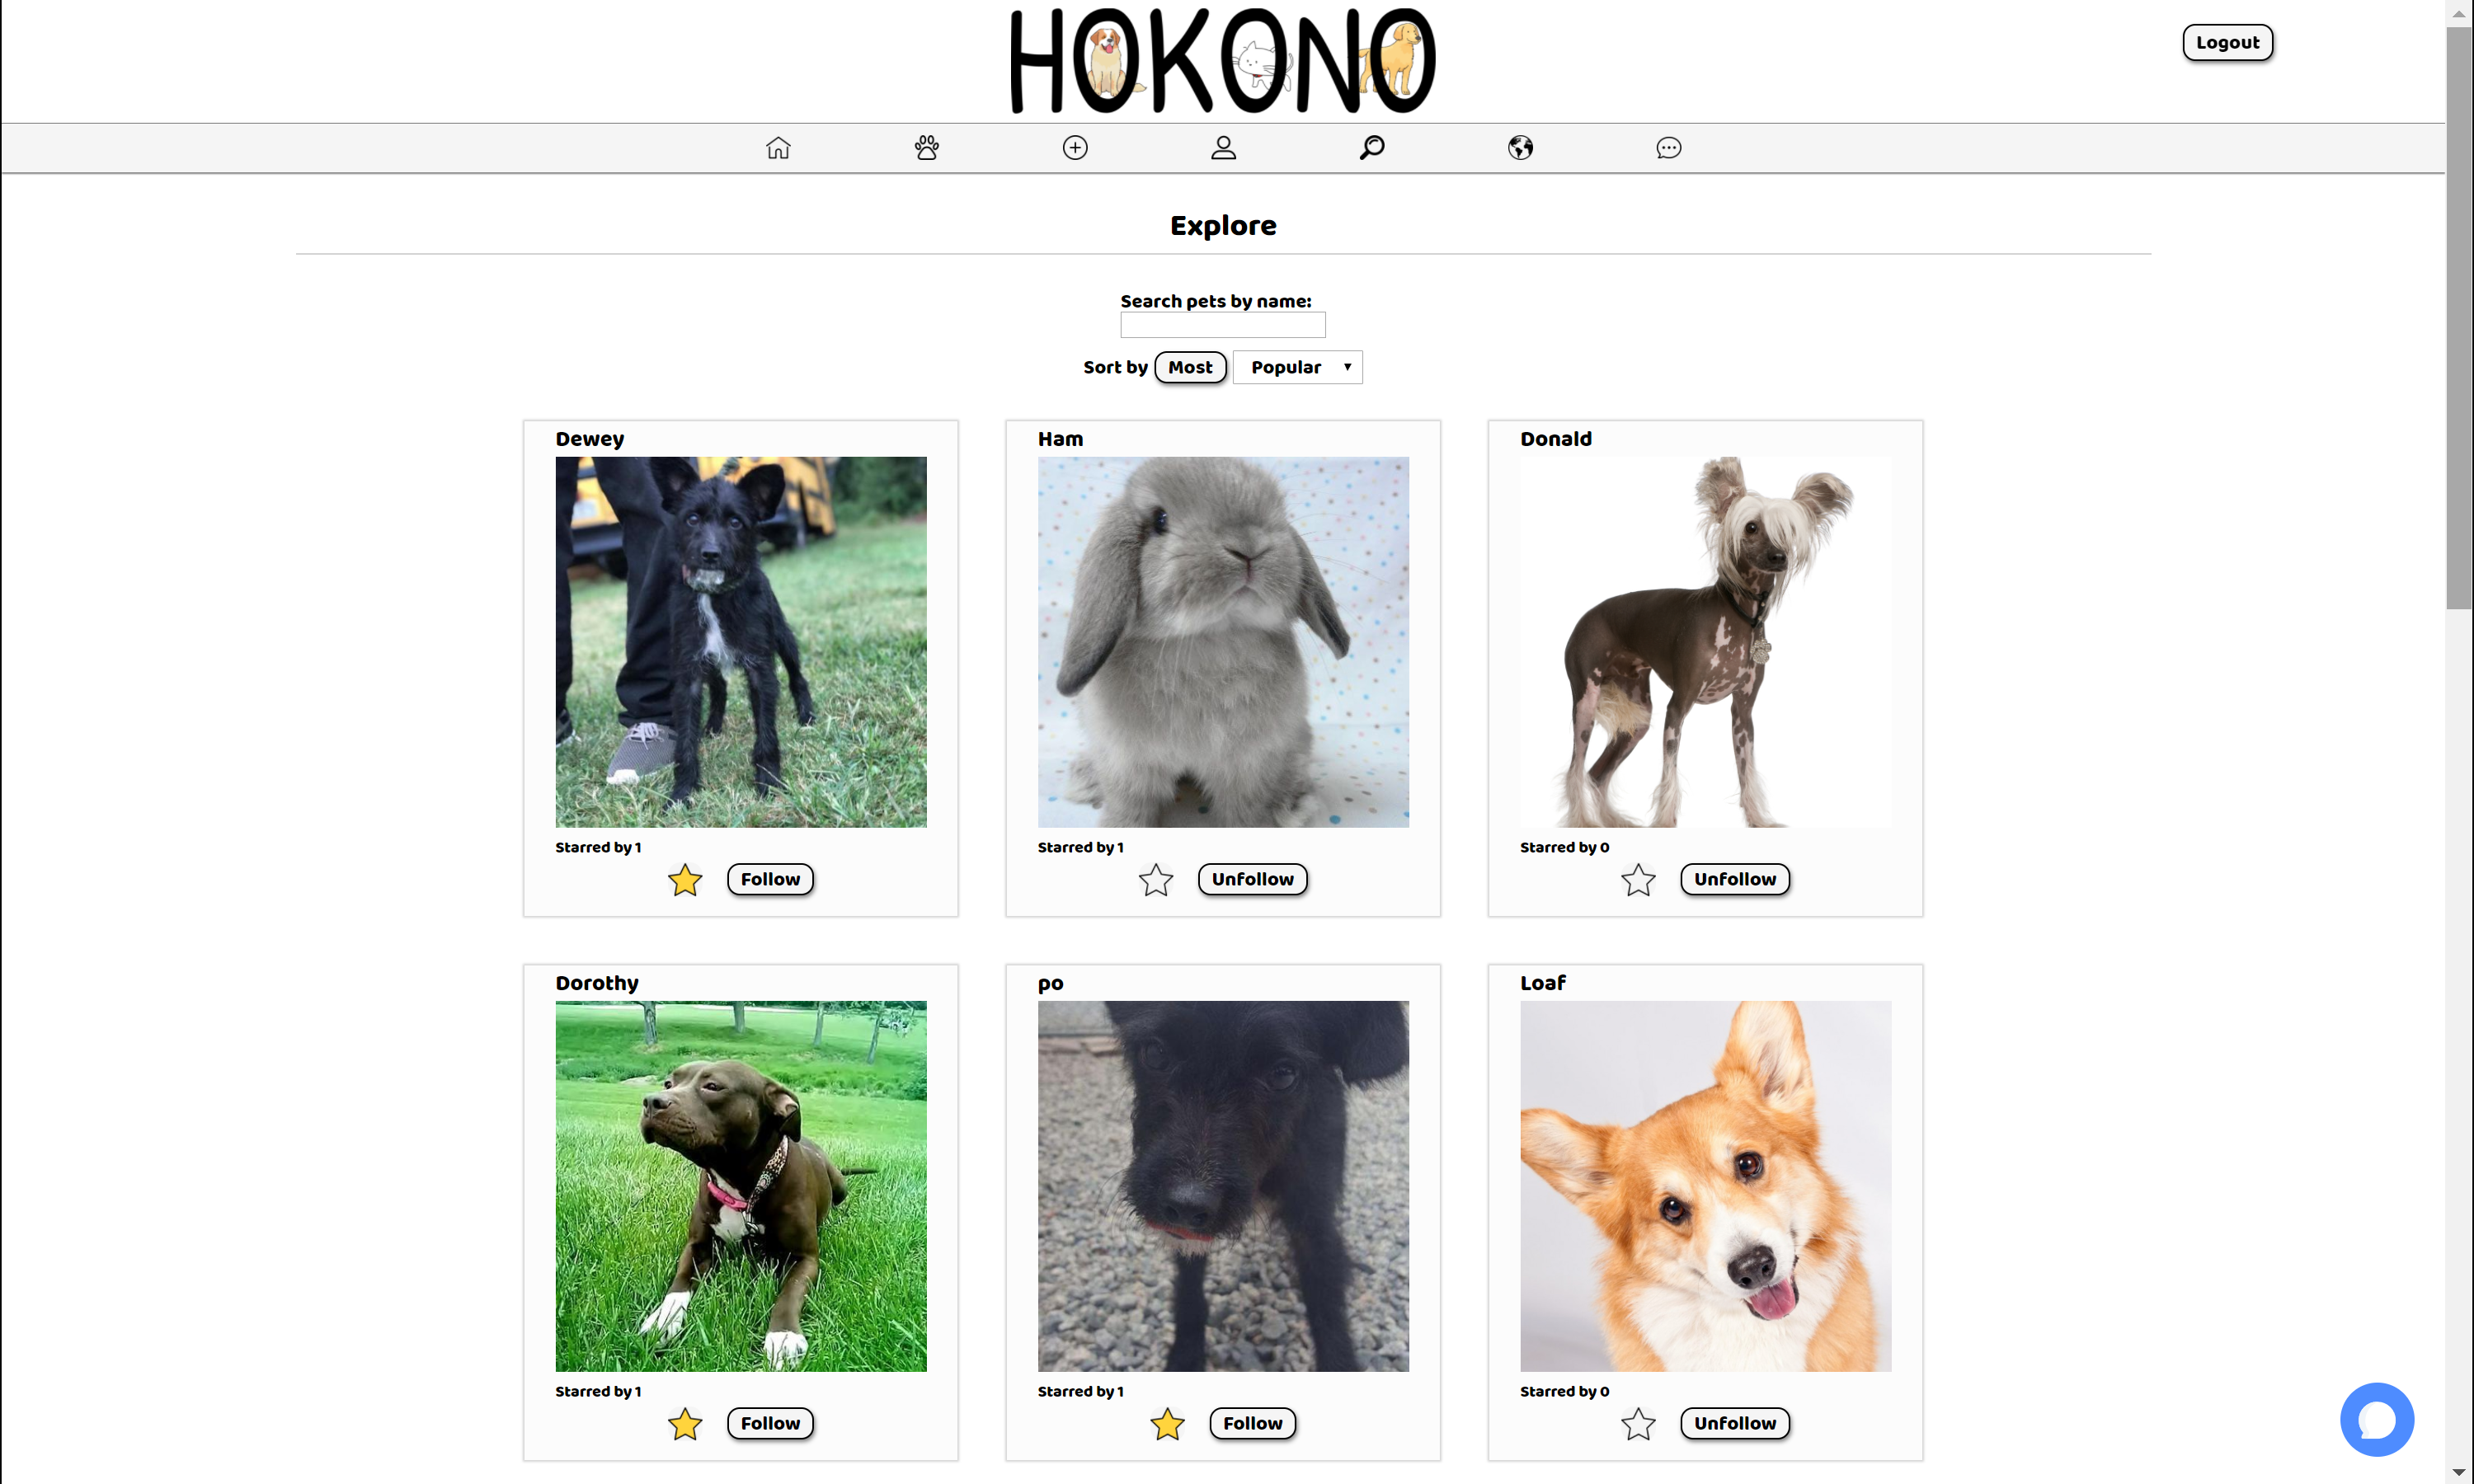 HOKONO
Logout
Explore
Search pets by name:
Sort by Most Popular
Dewey
Ham
Donald
Starred by 1
Starred by 1
Starred by 0
Follow
Unfollow
Unfollow
Dorothy
po
Loaf
Starred by 1
Starred by 1
Starred by 0
Follow
Follow
Unfollow